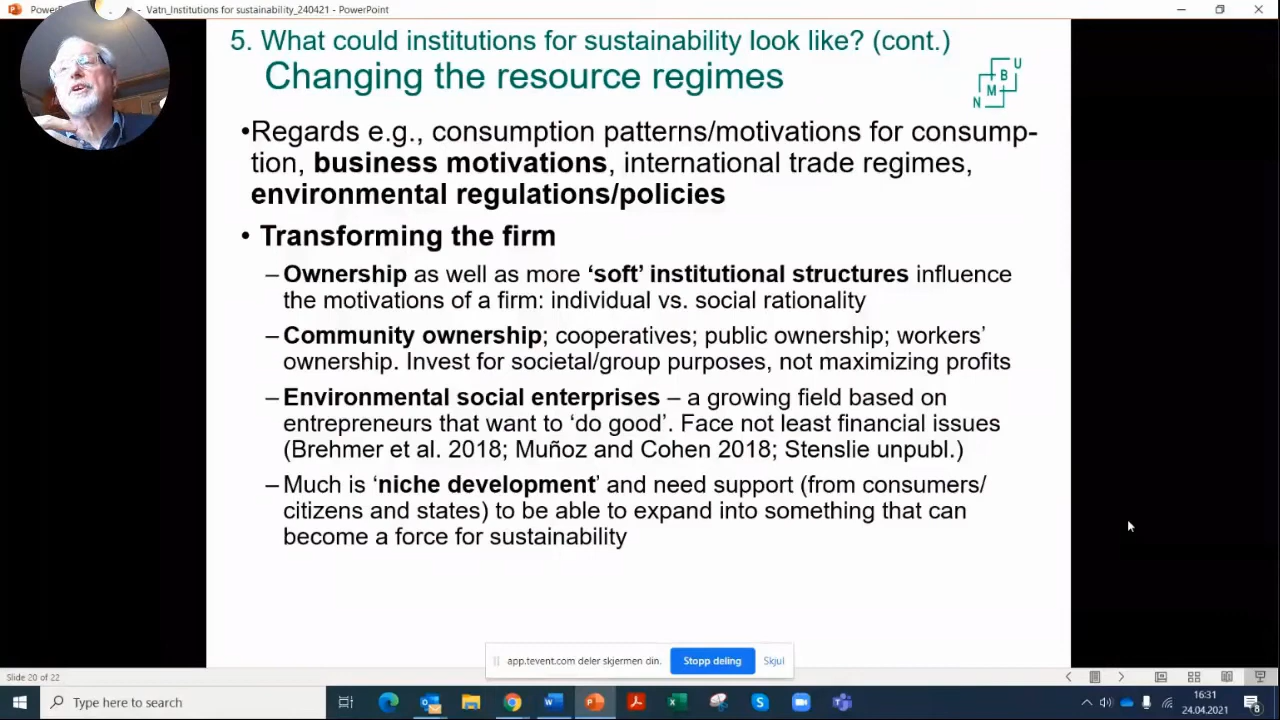 Vatn_Institutions for sustainability_240421 - PowerPoint
5. What could institutions for sustainability look like? (cont.)
Changing the resource regimes
N M B U
•Regards e.g., consumption patterns/motivations for consump-
tion, business motivations, international trade regimes,
environmental regulations/policies
• Transforming the firm
–Ownership as well as more ‘soft’ institutional structures influence
the motivations of a firm: individual vs. social rationality
–Community ownership; cooperatives; public ownership; workers’
ownership. Invest for societal/group purposes, not maximizing profits
–Environmental social enterprises – a growing field based on
entrepreneurs that want to ‘do good’. Face not least financial issues
(Brehmer et al. 2018; Muñoz and Cohen 2018; Stenslie unpubl.)
–Much is ‘niche development’ and need support (from consumers/
citizens and states) to be able to expand into something that can
become a force for sustainability
app.tevent.com deler skjermen din. Stopp deling Skjul
Slide 20 of 22
Type here to search
16:31
24.04.2021
8